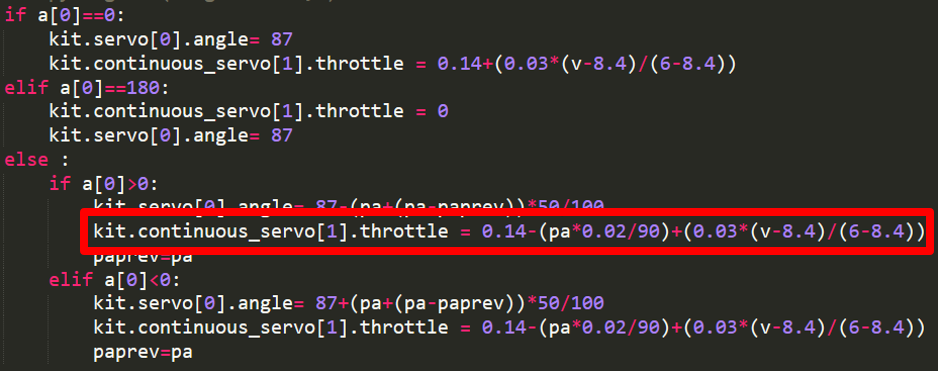 if a[0]==0:
kit.servo[0].angle= 87
kit.continuous_servo[1].throttle = 0.14+(0.03*(v-8.4)/(6-8.4))
elif a[0]==180:
kit.continuous_servo[1].throttle = 0
kit.servo[0].angle= 87
else :
if a[0]>0:
kit.servo[0].angle= 87-(pa+(pa-paprev))*50/100
kit.continuous_servo[1].throttle = 0.14-(pa*0.02/90)+(0.03*(v-8.4)/(6-8.4))
paprev=pa
elif a[0]<0:
kit.servo[0].angle= 87+(pa+(pa-paprev))*50/100
kit.continuous_servo[1].throttle = 0.14-(pa*0.02/90)+(0.03*(v-8.4)/(6-8.4))
paprev=pa